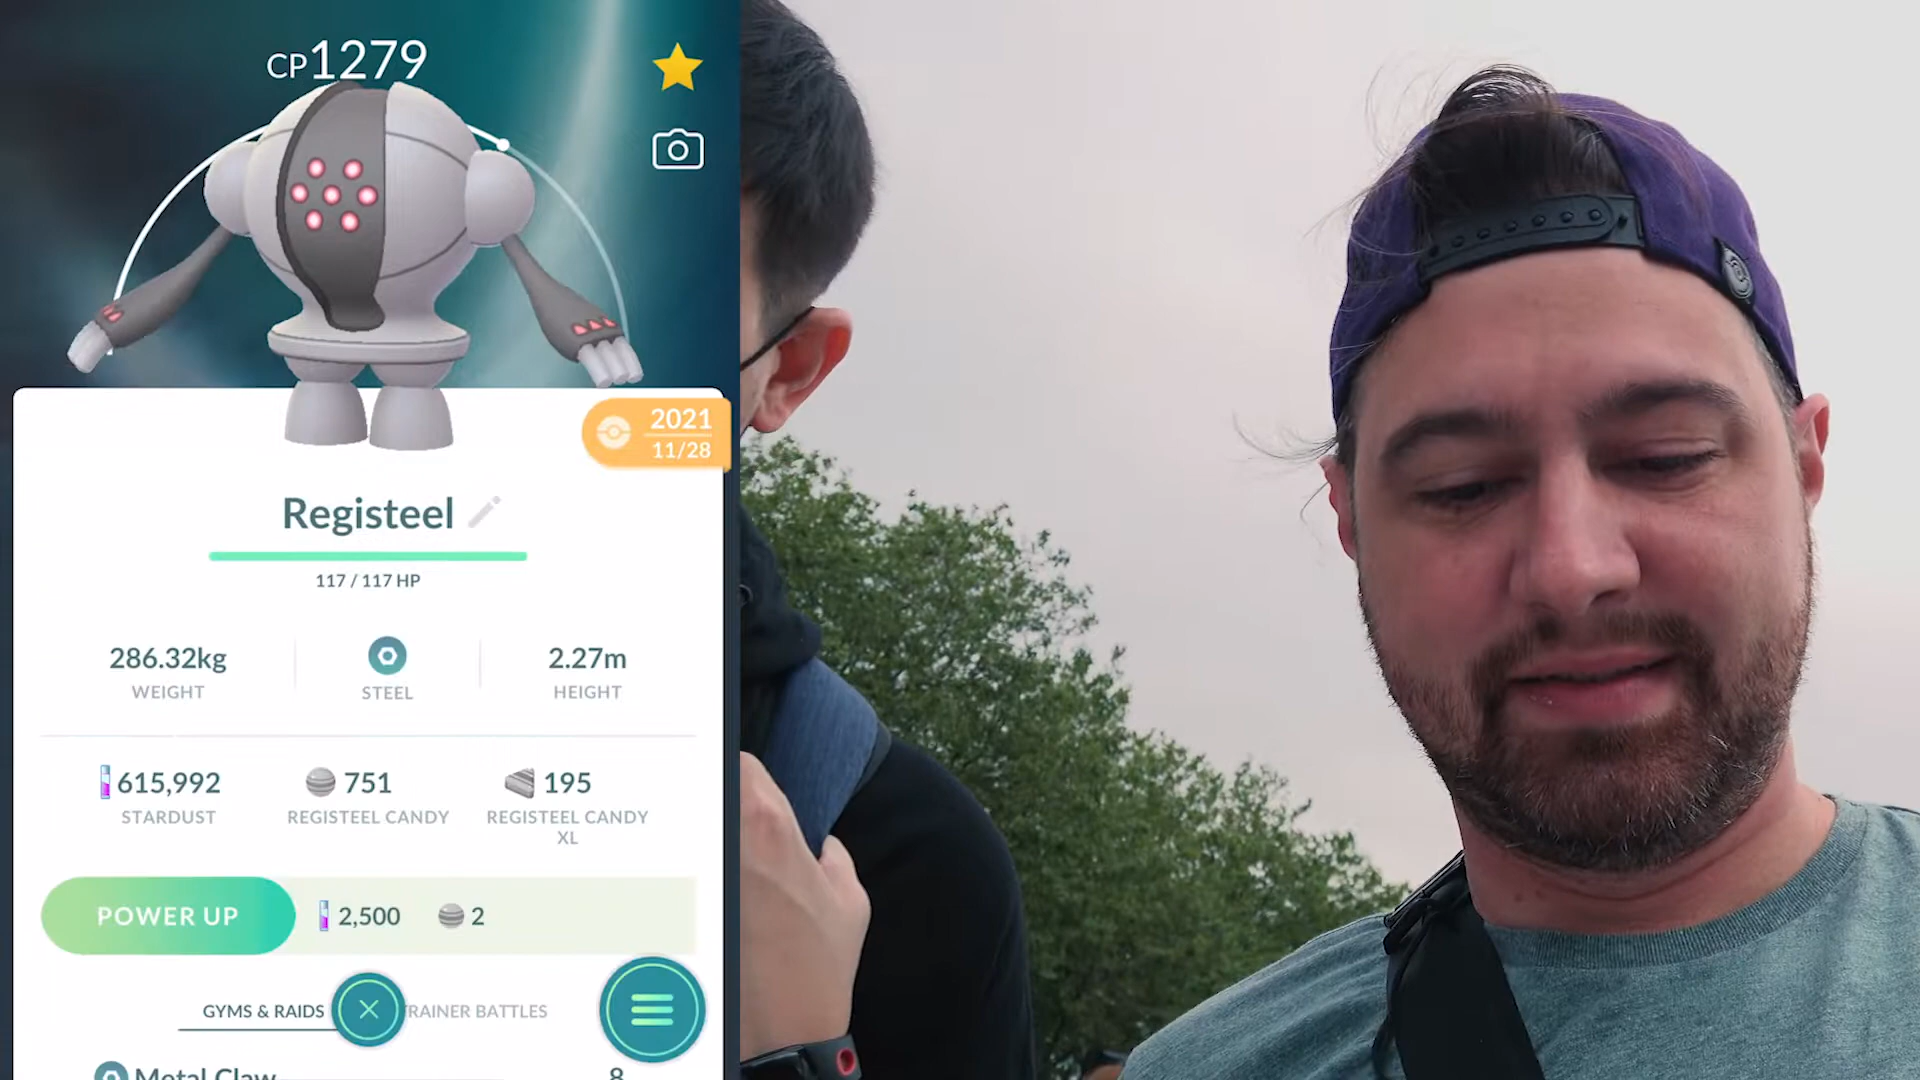 CP1279
2021
11/28
Registeel
117 / 117 HP
286.32kg
WEIGHT
STEEL
2.27m
HEIGHT
615,992
STARDUST
751
REGISTEEL CANDY
195
REGISTEEL CANDY
XL
POWER UP
2,500
2
GYMS & RAIDS
TRAINER BATTLES
Metal Claw
8